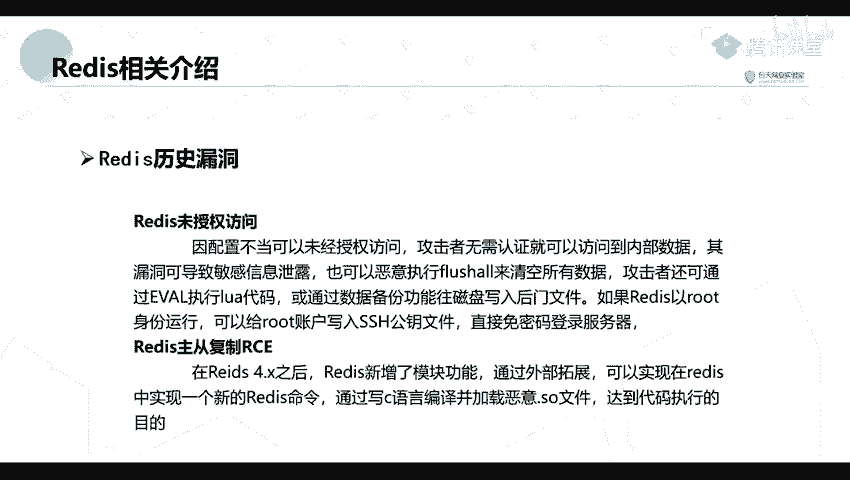 Redis相关介绍
腾讯课堂
合天网安实验室
➢ Redis历史漏洞
Redis未授权访问
因配置不当可以未经授权访问，攻击者无需认证就可以访问到内部数据，其
漏洞可导致敏感信息泄露，也可以恶意执行flushall来清空所有数据，攻击者还可通
过EVAL执行lua代码，或通过数据备份功能往磁盘写入后门文件。如果Redis以root
身份运行，可以给root账户写入SSH公钥文件，直接免密码登录服务器，
Redis主从复制RCE
在Reids 4.x之后，Redis新增了模块功能，通过外部拓展，可以实现在redis
中实现一个新的Redis命令，通过写c语言编译并加载恶意.so文件，达到代码执行的
目的